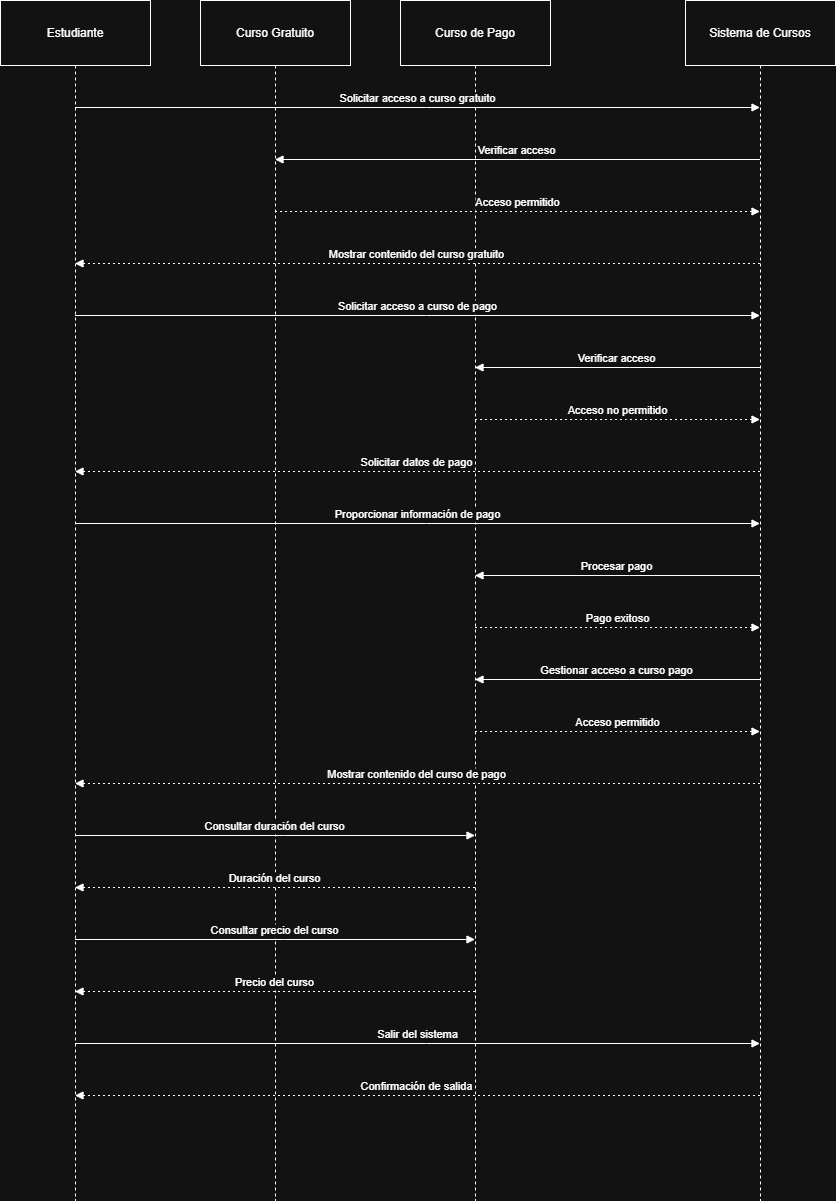 Estudiante
Curso Gratuito
Curso de Pago
Sistema de Cursos
Solicitar acceso a curso gratuito
Verificar acceso
Acceso permitido
Mostrar contenido del curso gratuito
Solicitar acceso a curso de pago
Verificar acceso
Acceso no permitido
Solicitar datos de pago
Proporcionar información de pago
Procesar pago
Pago exitoso
Gestionar acceso a curso pago
Acceso permitido
Mostrar contenido del curso de pago
Consultar duración del curso
Duración del curso
Consultar precio del curso
Precio del curso
Salir del sistema
Confirmación de salida